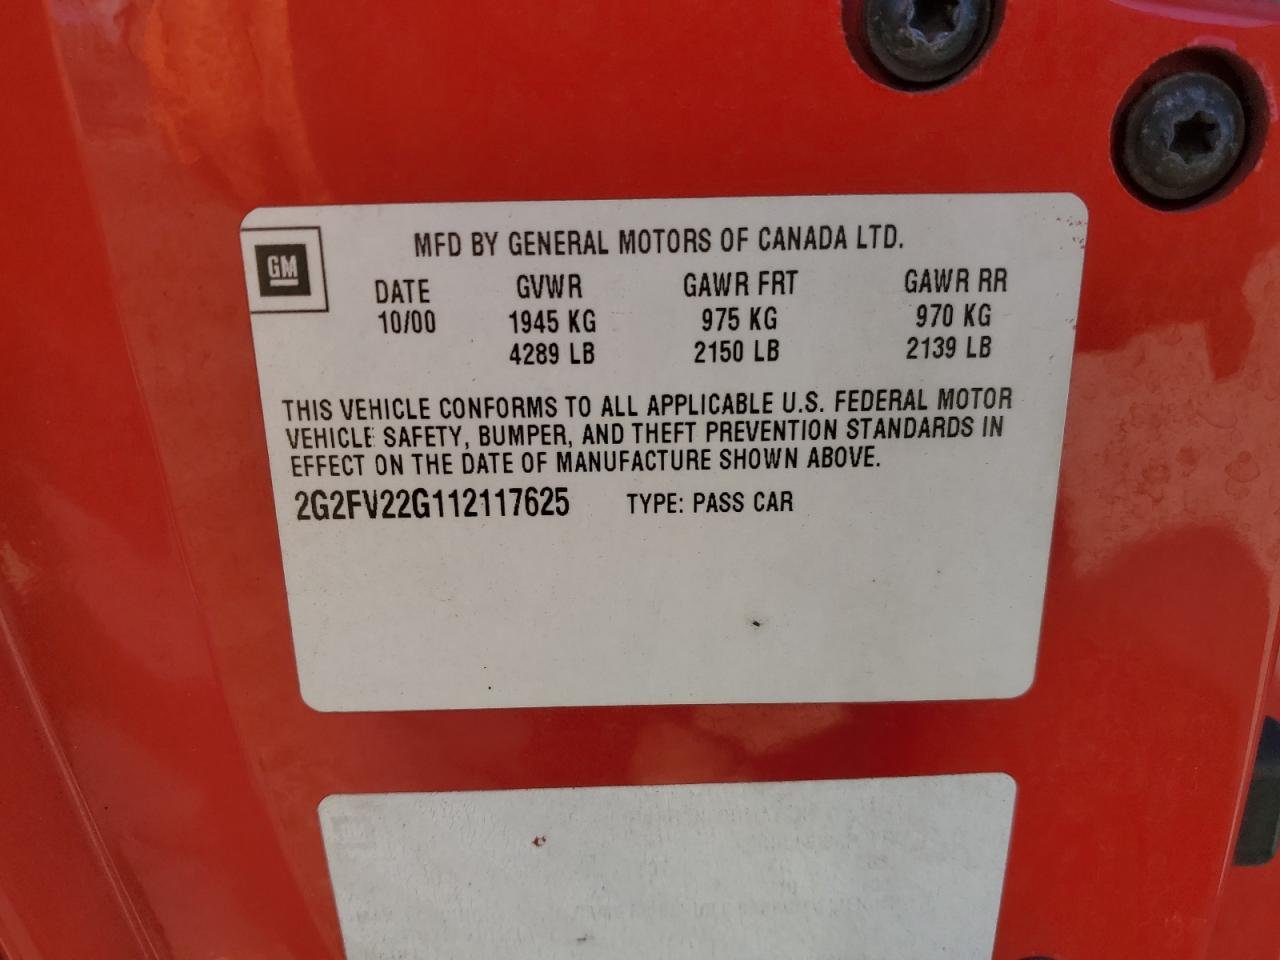 MFD BY GENERAL MOTORS OF CANADA LTD.
GM
DATE GVWR GAWR FRT GAWR RR
10/00 1945 KG 975 KG 970 KG
4289 LB 2150 LB 2139 LB
THIS VEHICLE CONFORMS TO ALL APPLICABLE U.S. FEDERAL MOTOR
VEHICLE SAFETY, BUMPER, AND THEFT PREVENTION STANDARDS IN
EFFECT ON THE DATE OF MANUFACTURE SHOWN ABOVE.
2G2FV22G112117625 TYPE: PASS CAR